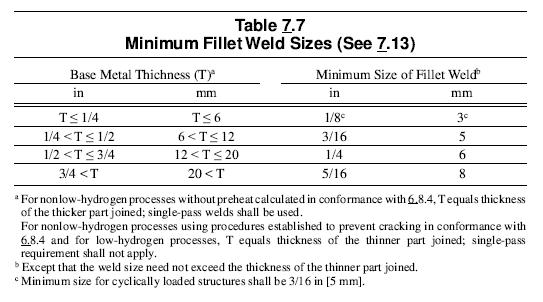 Table 7.7
Minimum Fillet Weld Sizes (See 7.13)
Base Metal Thichness (T)ᵃ Minimum Size of Fillet Weldᵇ
in mm in mm
T ≤ 1/4 T ≤ 6 1/8ᶜ 3ᶜ
1/4 < T ≤ 1/2 6 < T ≤ 12 3/16 5
1/2 < T ≤ 3/4 12 < T ≤ 20 1/4 6
3/4 < T 20 < T 5/16 8
ᵃ For nonlow-hydrogen processes without preheat calculated in conformance with 6.8.4, T equals thickness
of the thicker part joined; single-pass welds shall be used.
For nonlow-hydrogen processes using procedures established to prevent cracking in conformance with
6.8.4 and for low-hydrogen processes, T equals thickness of the thinner part joined; single-pass
requirement shall not apply.
ᵇ Except that the weld size need not exceed the thickness of the thinner part joined.
ᶜ Minimum size for cyclically loaded structures shall be 3/16 in [5 mm].